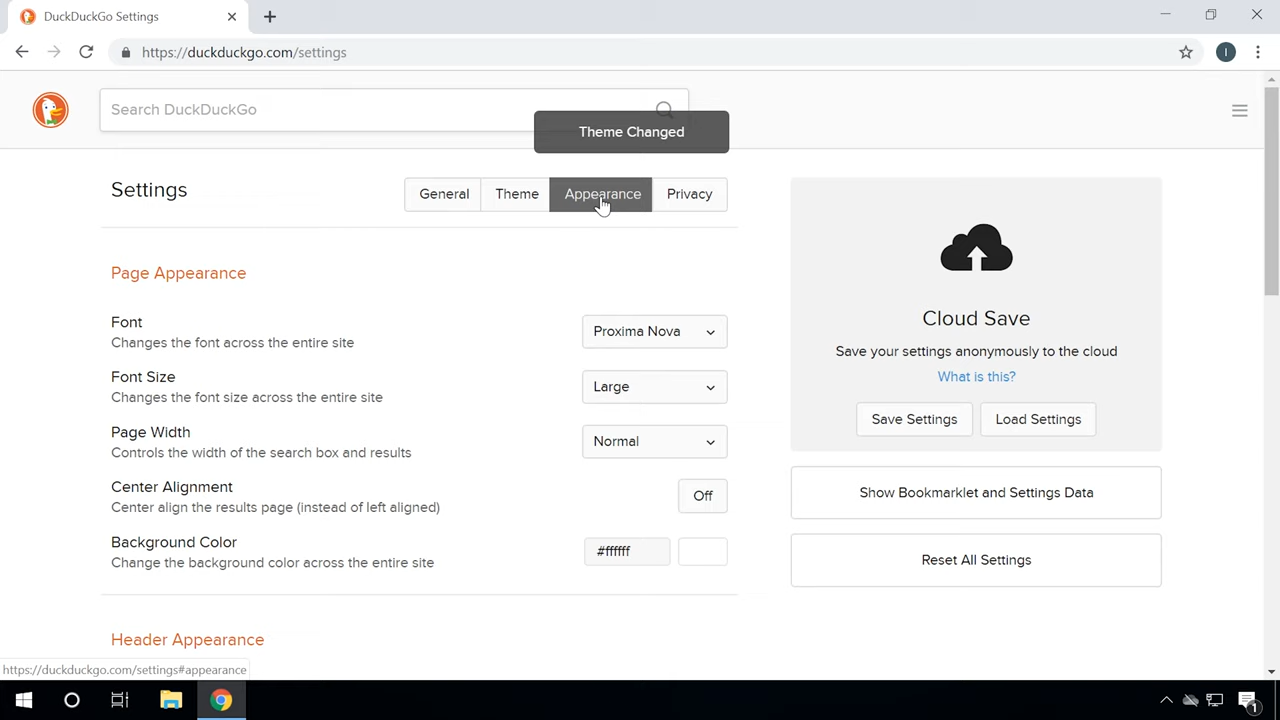 DuckDuckGo Settings
https://duckduckgo.com/settings
I
Search DuckDuckGo
Theme Changed
Settings
General
Theme
Appearance
Privacy
Page Appearance
Font
Changes the font across the entire site
Proxima Nova
Font Size
Changes the font size across the entire site
Large
Page Width
Controls the width of the search box and results
Normal
Center Alignment
Center align the results page (instead of left aligned)
Off
Background Color
Change the background color across the entire site
#ffffff
Header Appearance
Cloud Save
Save your settings anonymously to the cloud
What is this?
Save Settings
Load Settings
Show Bookmarklet and Settings Data
Reset All Settings
https://duckduckgo.com/settings#appearance
1